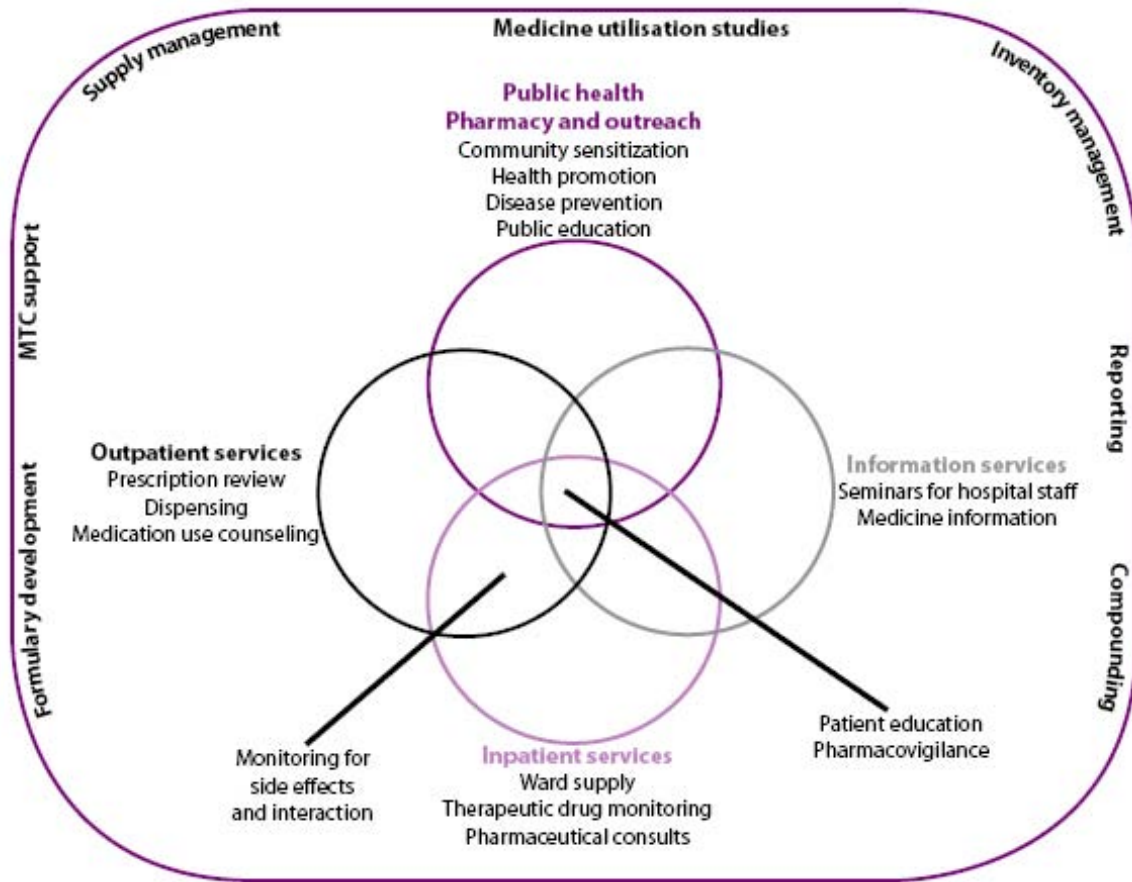 Supply management
Medicine utilisation studies
Inventory management
Public health
Pharmacy and outreach
Community sensitization
Health promotion
Disease prevention
Public education
MTC support
Reporting
Outpatient services
Prescription review
Dispensing
Medication use counseling
Information services
Seminars for hospital staff
Medicine information
Formulary development
Compounding
Monitoring for
side effects
and interaction
Inpatient services
Ward supply
Therapeutic drug monitoring
Pharmaceutical consults
Patient education
Pharmacovigilance